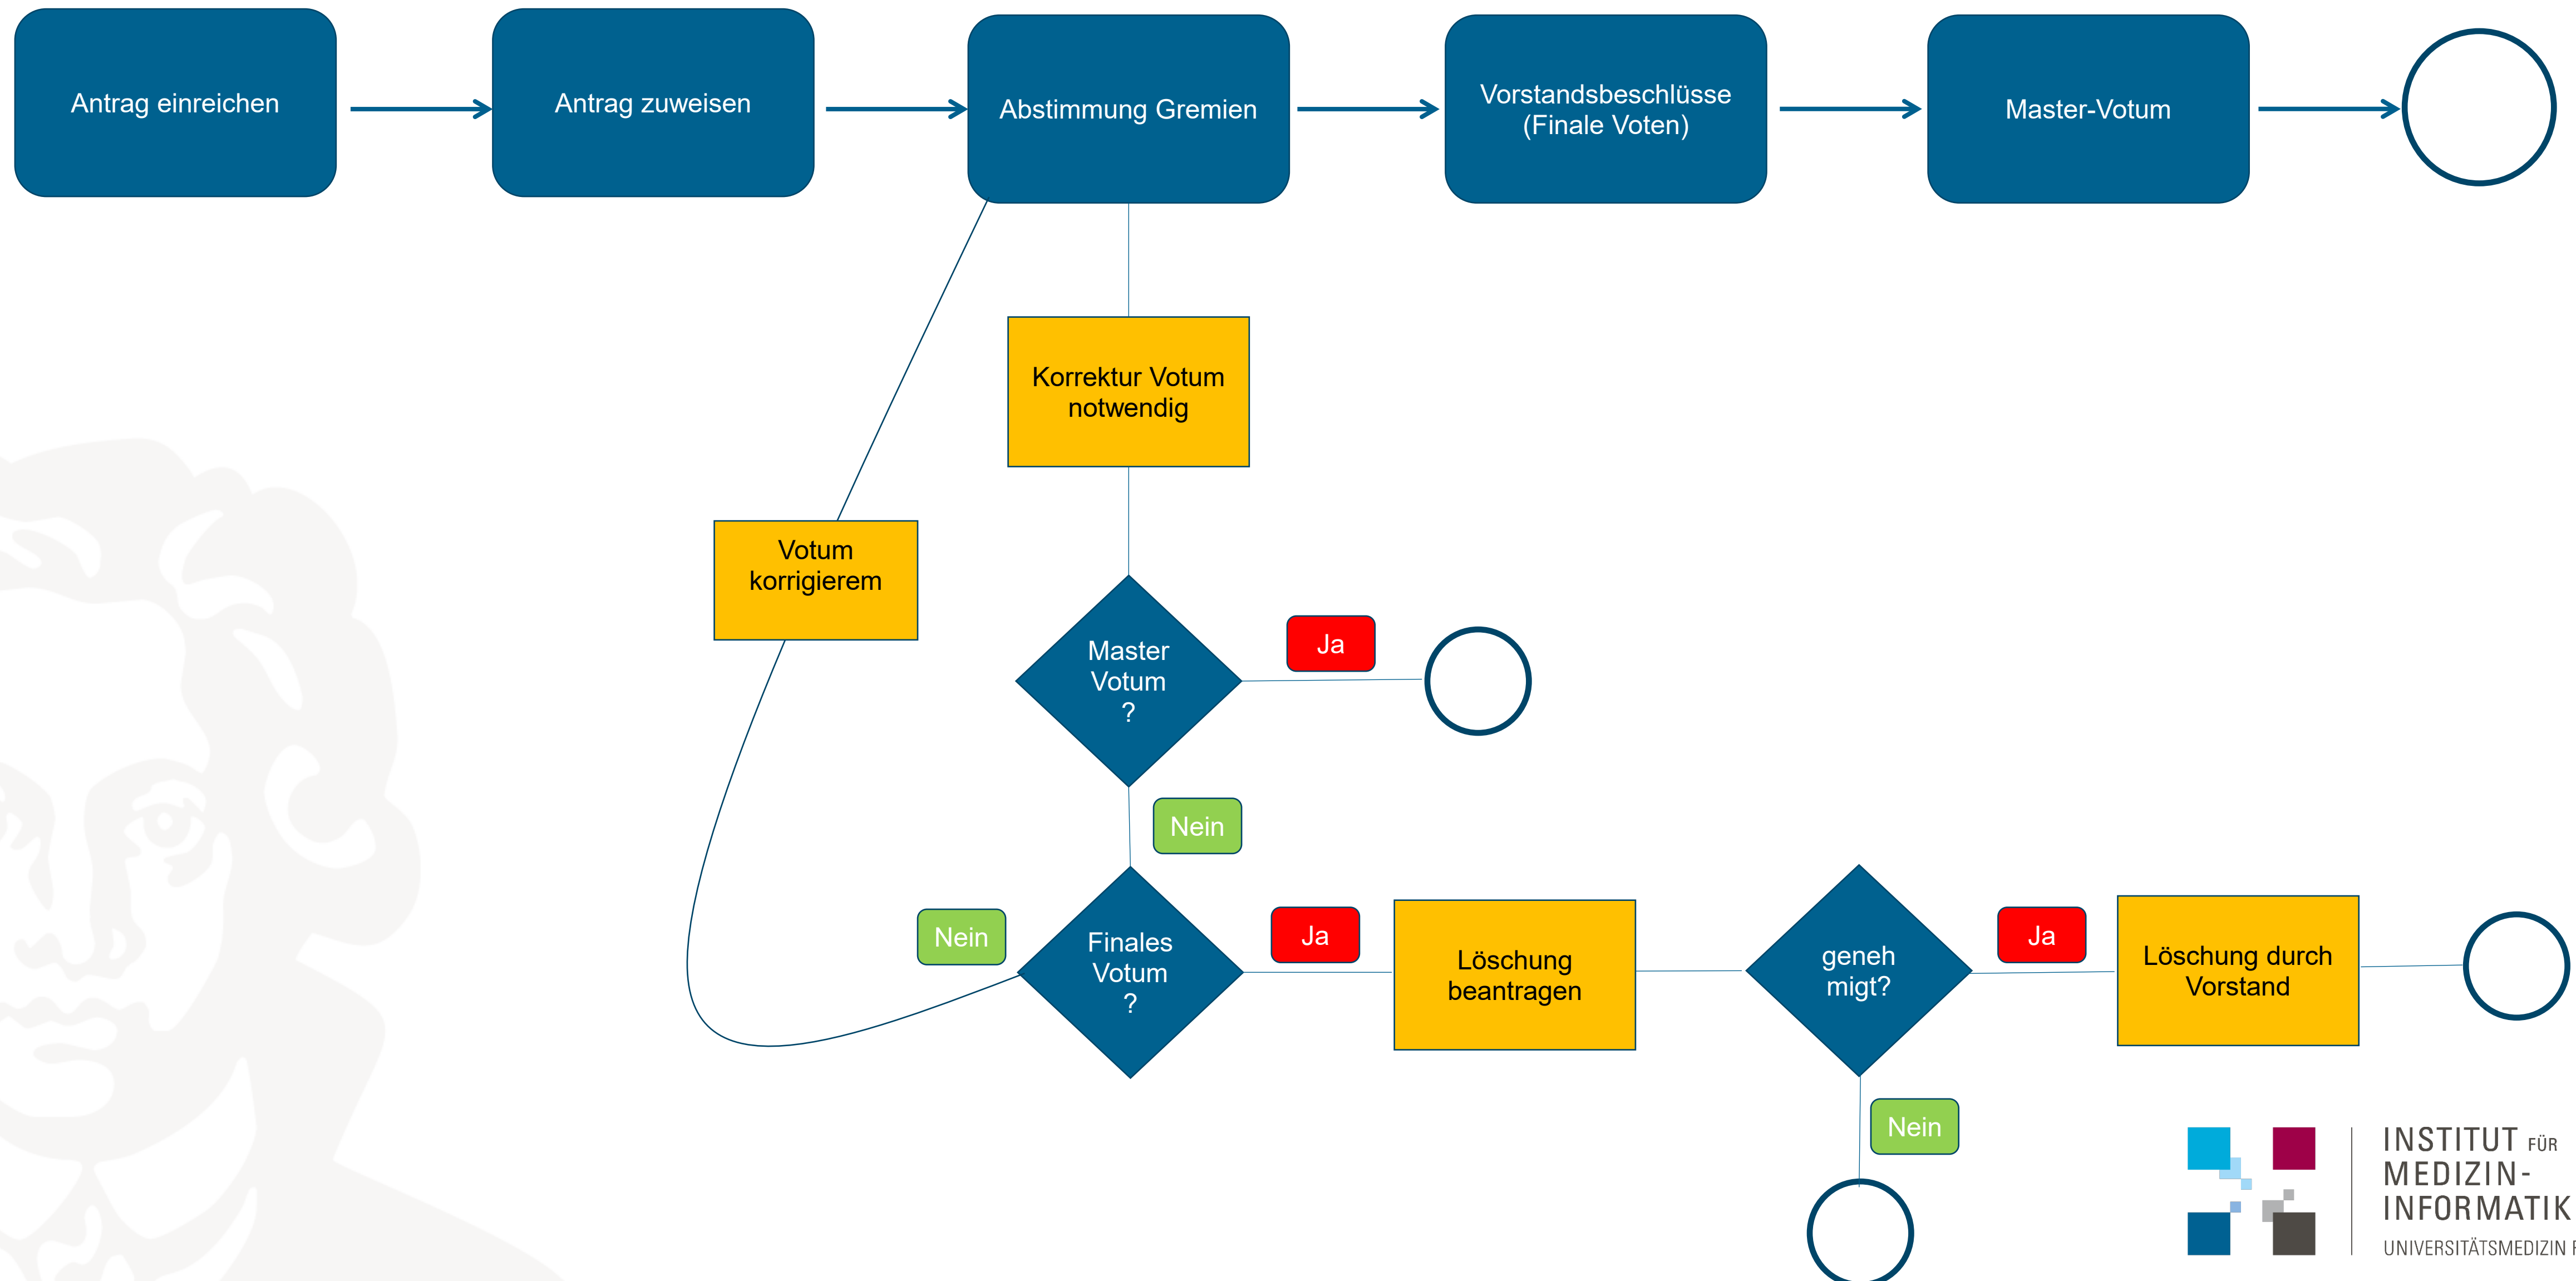 Antrag einreichen
Antrag zuweisen
Abstimmung Gremien
Vorstandsbeschlüsse
(Finale Voten)
Master-Votum
Korrektur Votum
notwendig
Votum
korrigierem
Master
Votum
?
Ja
Nein
Nein
Finales
Votum
?
Ja
Löschung
beantragen
geneh
migt?
Ja
Löschung durch
Vorstand
Nein
INSTITUT FÜR
MEDIZIN-
INFORMATIK
UNIVERSITÄTSMEDIZIN